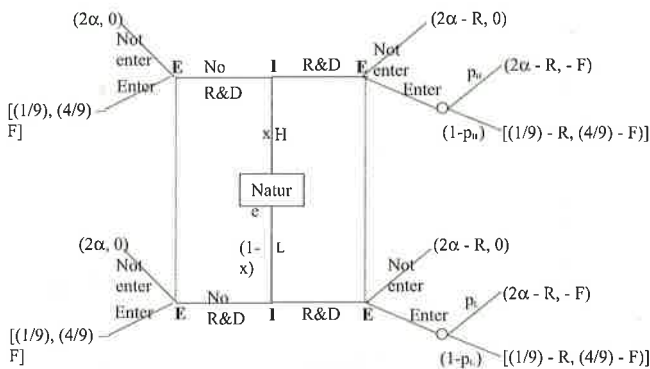 (2α, 0)
(2α - R, 0)
Not
enter
E
No
R&D
I
R&D
E
Not
enter
pH
(2α - R, - F)
Enter
Enter
[(1/9), (4/9)
F]
(1-pH)
[(1/9) - R, (4/9) - F)]
x
H
Natur
e
(2α, 0)
(1-
x)
L
(2α - R, 0)
Not
enter
Not
enter
pL
(2α - R, - F)
Enter
E
No
R&D
I
R&D
E
Enter
[(1/9), (4/9)
F]
(1-pL)
[(1/9) - R, (4/9) - F)]